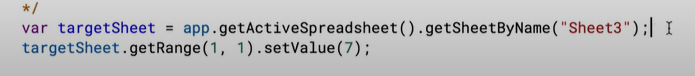 */
var targetSheet = app.getActiveSpreadsheet().getSheetByName("Sheet3");
targetSheet.getRange(1, 1).setValue(7);